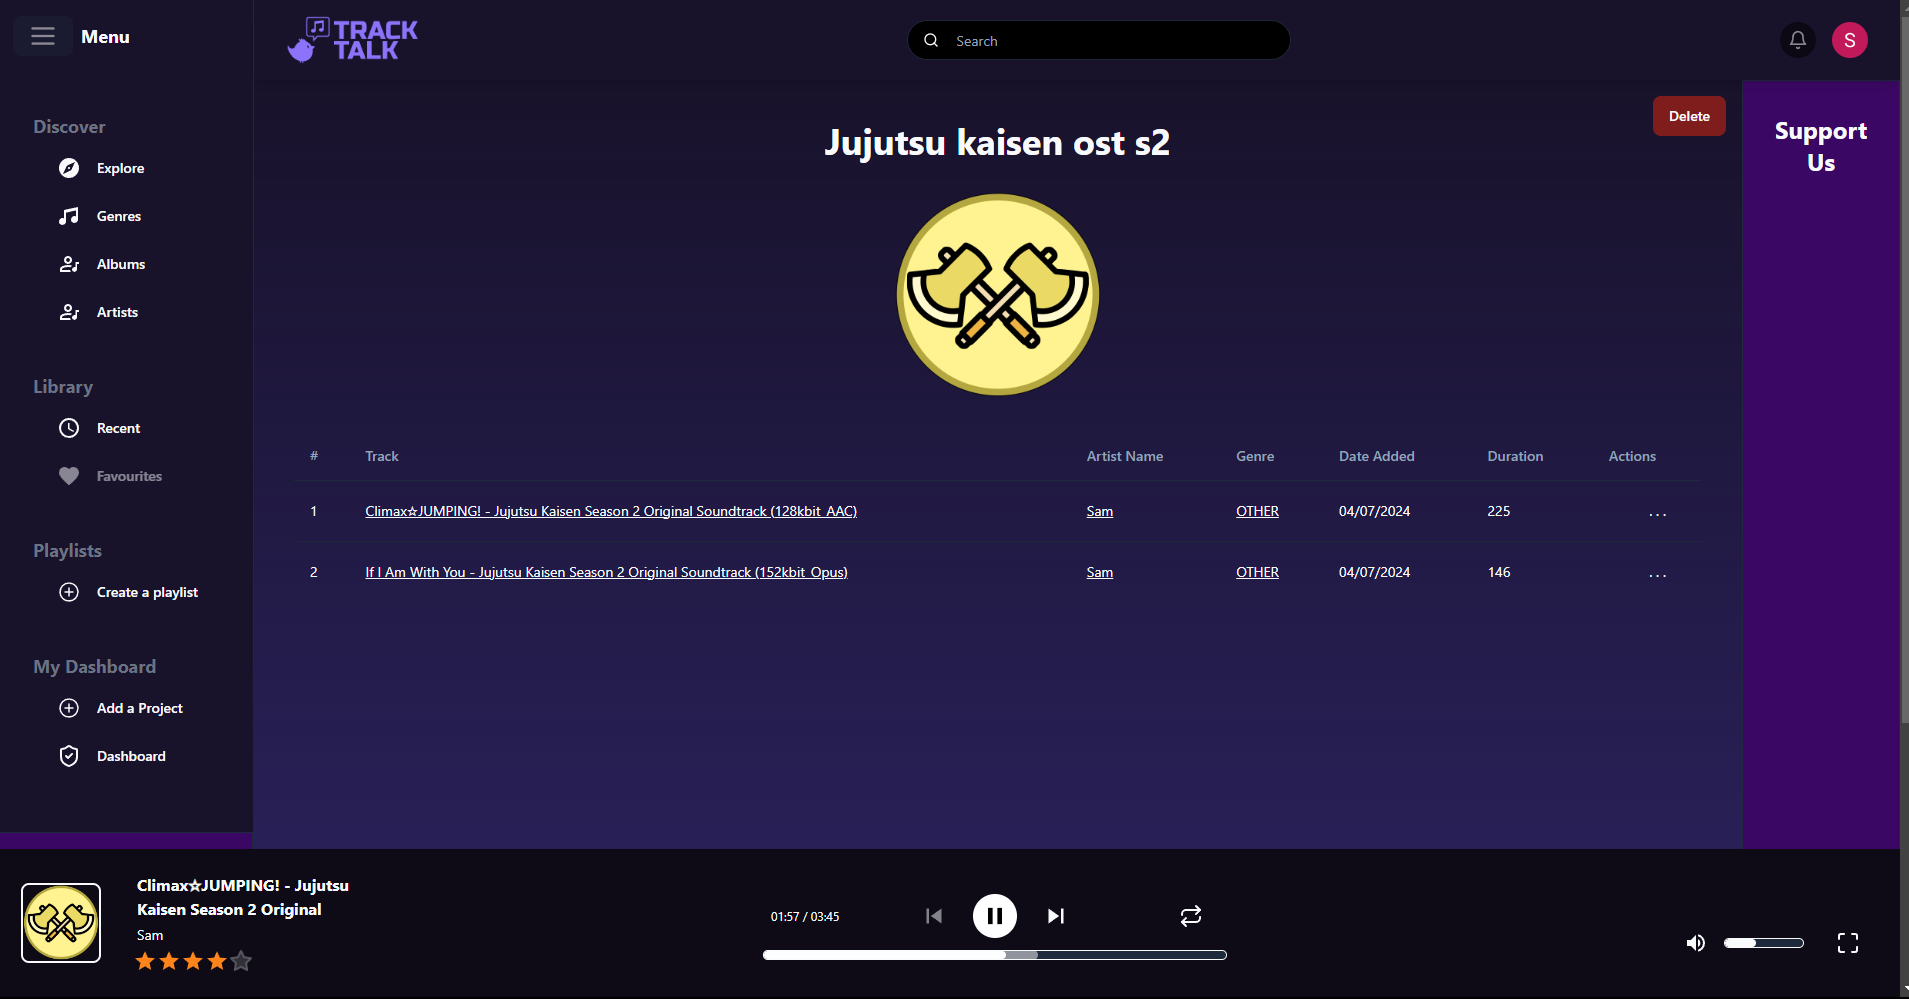 Menu
TRACK
TALK
Search
S
Discover
Explore
Genres
Albums
Artists
Library
Recent
Favourites
Playlists
Create a playlist
My Dashboard
Add a Project
Dashboard
Delete
Jujutsu kaisen ost s2
Support
Us
# Track Artist Name Genre Date Added Duration Actions
1 Climax☆JUMPING! - Jujutsu Kaisen Season 2 Original Soundtrack (128kbit_AAC) Sam OTHER 04/07/2024 225 ...
2 If I Am With You - Jujutsu Kaisen Season 2 Original Soundtrack (152kbit_Opus) Sam OTHER 04/07/2024 146 ...
Climax☆JUMPING! - Jujutsu
Kaisen Season 2 Original
Sam
01:57 / 03:45